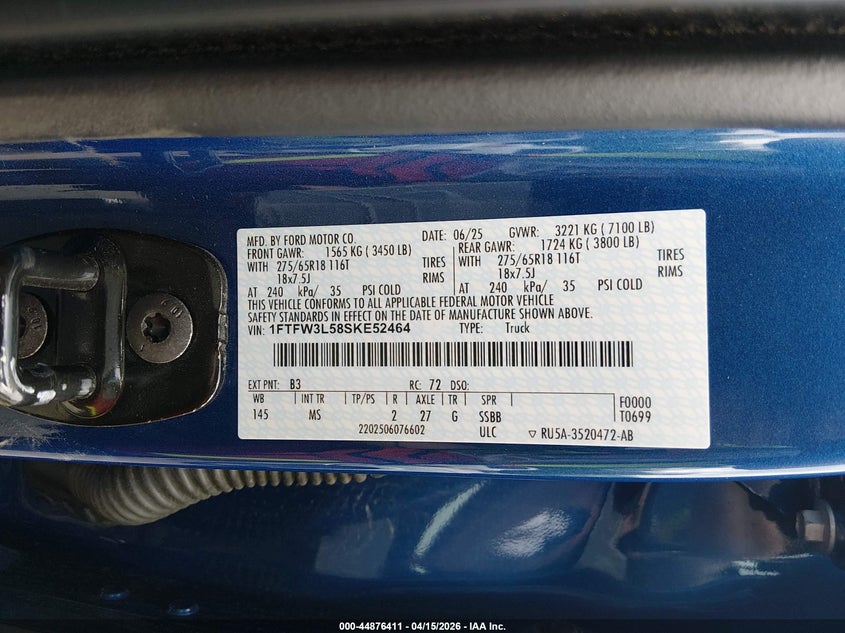 MFD. BY FORD MOTOR CO. DATE: 06/25 GVWR: 3221 KG ( 7100 LB)
FRONT GAWR: 1565 KG ( 3450 LB) REAR GAWR: 1724 KG ( 3800 LB)
WITH 275/65R18 116T TIRES WITH 275/65R18 116T TIRES
18x7.5J RIMS 18x7.5J RIMS
AT 240 kPa/ 35 PSI COLD AT 240 kPa/ 35 PSI COLD
THIS VEHICLE CONFORMS TO ALL APPLICABLE FEDERAL MOTOR VEHICLE
SAFETY STANDARDS IN EFFECT ON THE DATE OF MANUFACTURE SHOWN ABOVE.
VIN: 1FTFW3L58SKE52464 TYPE: Truck
EXT PNT: B3 RC: 72 DSO:
WB INT TR TP/PS R AXLE TR SPR F0000
145 MS 2 27 G SSBB T0699
2202506076602 ULC ▽ RU5A-3520472-AB
000-44876411 - 04/15/2026 - IAA Inc.